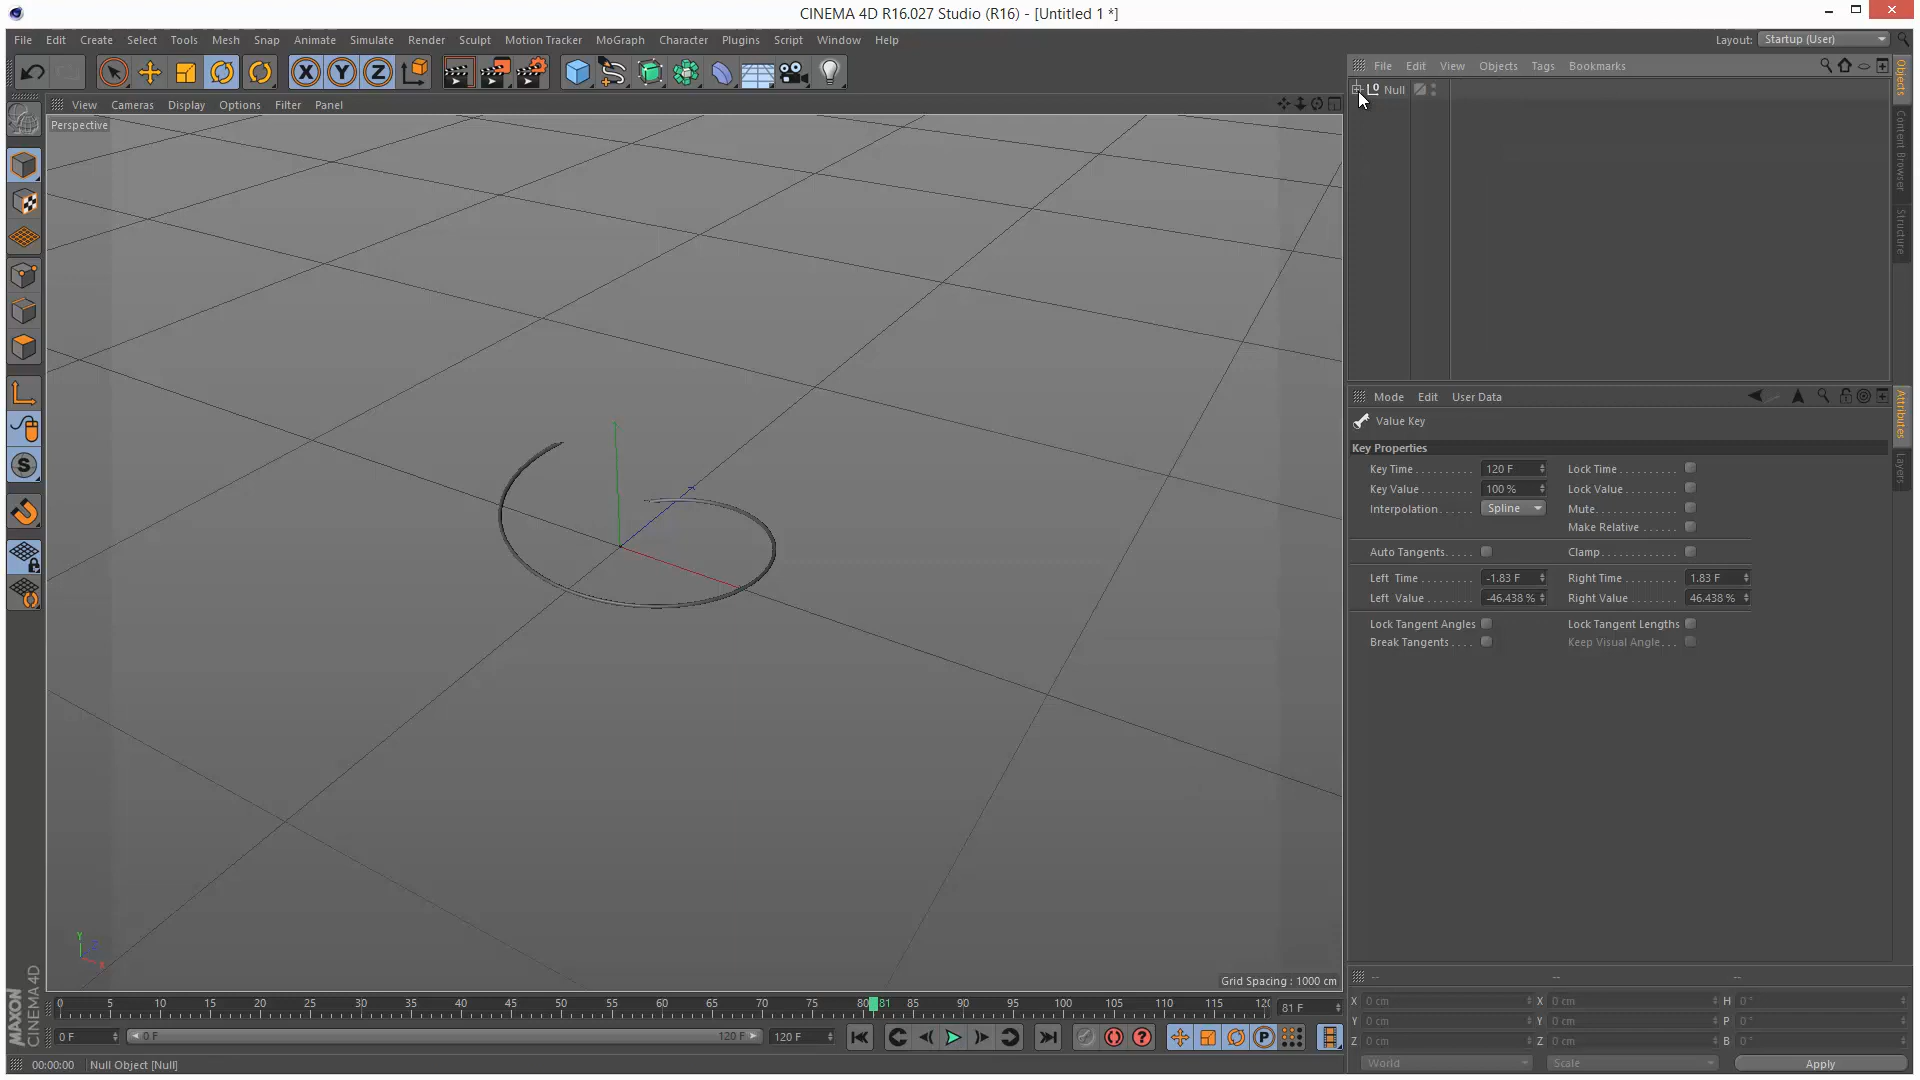 CINEMA 4D R16.027 Studio (R16) - [Untitled 1 *]
File Edit Create Select Tools Mesh Snap Animate Simulate Render Sculpt Motion Tracker MoGraph Character Plugins Script Window Help
Layout: Startup (User)
File Edit View Objects Tags Bookmarks
Null
Objects
Content Browser
Structure
View Cameras Display Options Filter Panel
Perspective
Mode Edit User Data
Attributes
Layers
Value Key
Key Properties
Key Time . . . . . . . . . . 120 F Lock Time . . . . . . . . . .
Key Value . . . . . . . . . 100 % Lock Value . . . . . . . . .
Interpolation . . . . . . . Spline Mute. . . . . . . . . . . . . .
Make Relative . . . . . .
Auto Tangents. . . . . Clamp. . . . . . . . . . . . .
Left Time . . . . . . . . . -1.83 F Right Time . . . . . . . . . 1.83 F
Left Value . . . . . . . . -46.438 % Right Value . . . . . . . . 46.438 %
Lock Tangent Angles Lock Tangent Lengths
Break Tangents . . . . Keep Visual Angle. . .
Y
Z
X
Grid Spacing : 1000 cm
MAXON
CINEMA 4D
0 5 10 15 20 25 30 35 40 45 50 55 60 65 70 75 80 81 85 90 95 100 105 110 115 120
81 F
0 F 0 F 120 F 120 F
-- -- --
X 0 cm X 0 cm H 0 °
Y 0 cm Y 0 cm P 0 °
Z 0 cm Z 0 cm B 0 °
World Scale Apply
00:00:00 Null Object [Null]